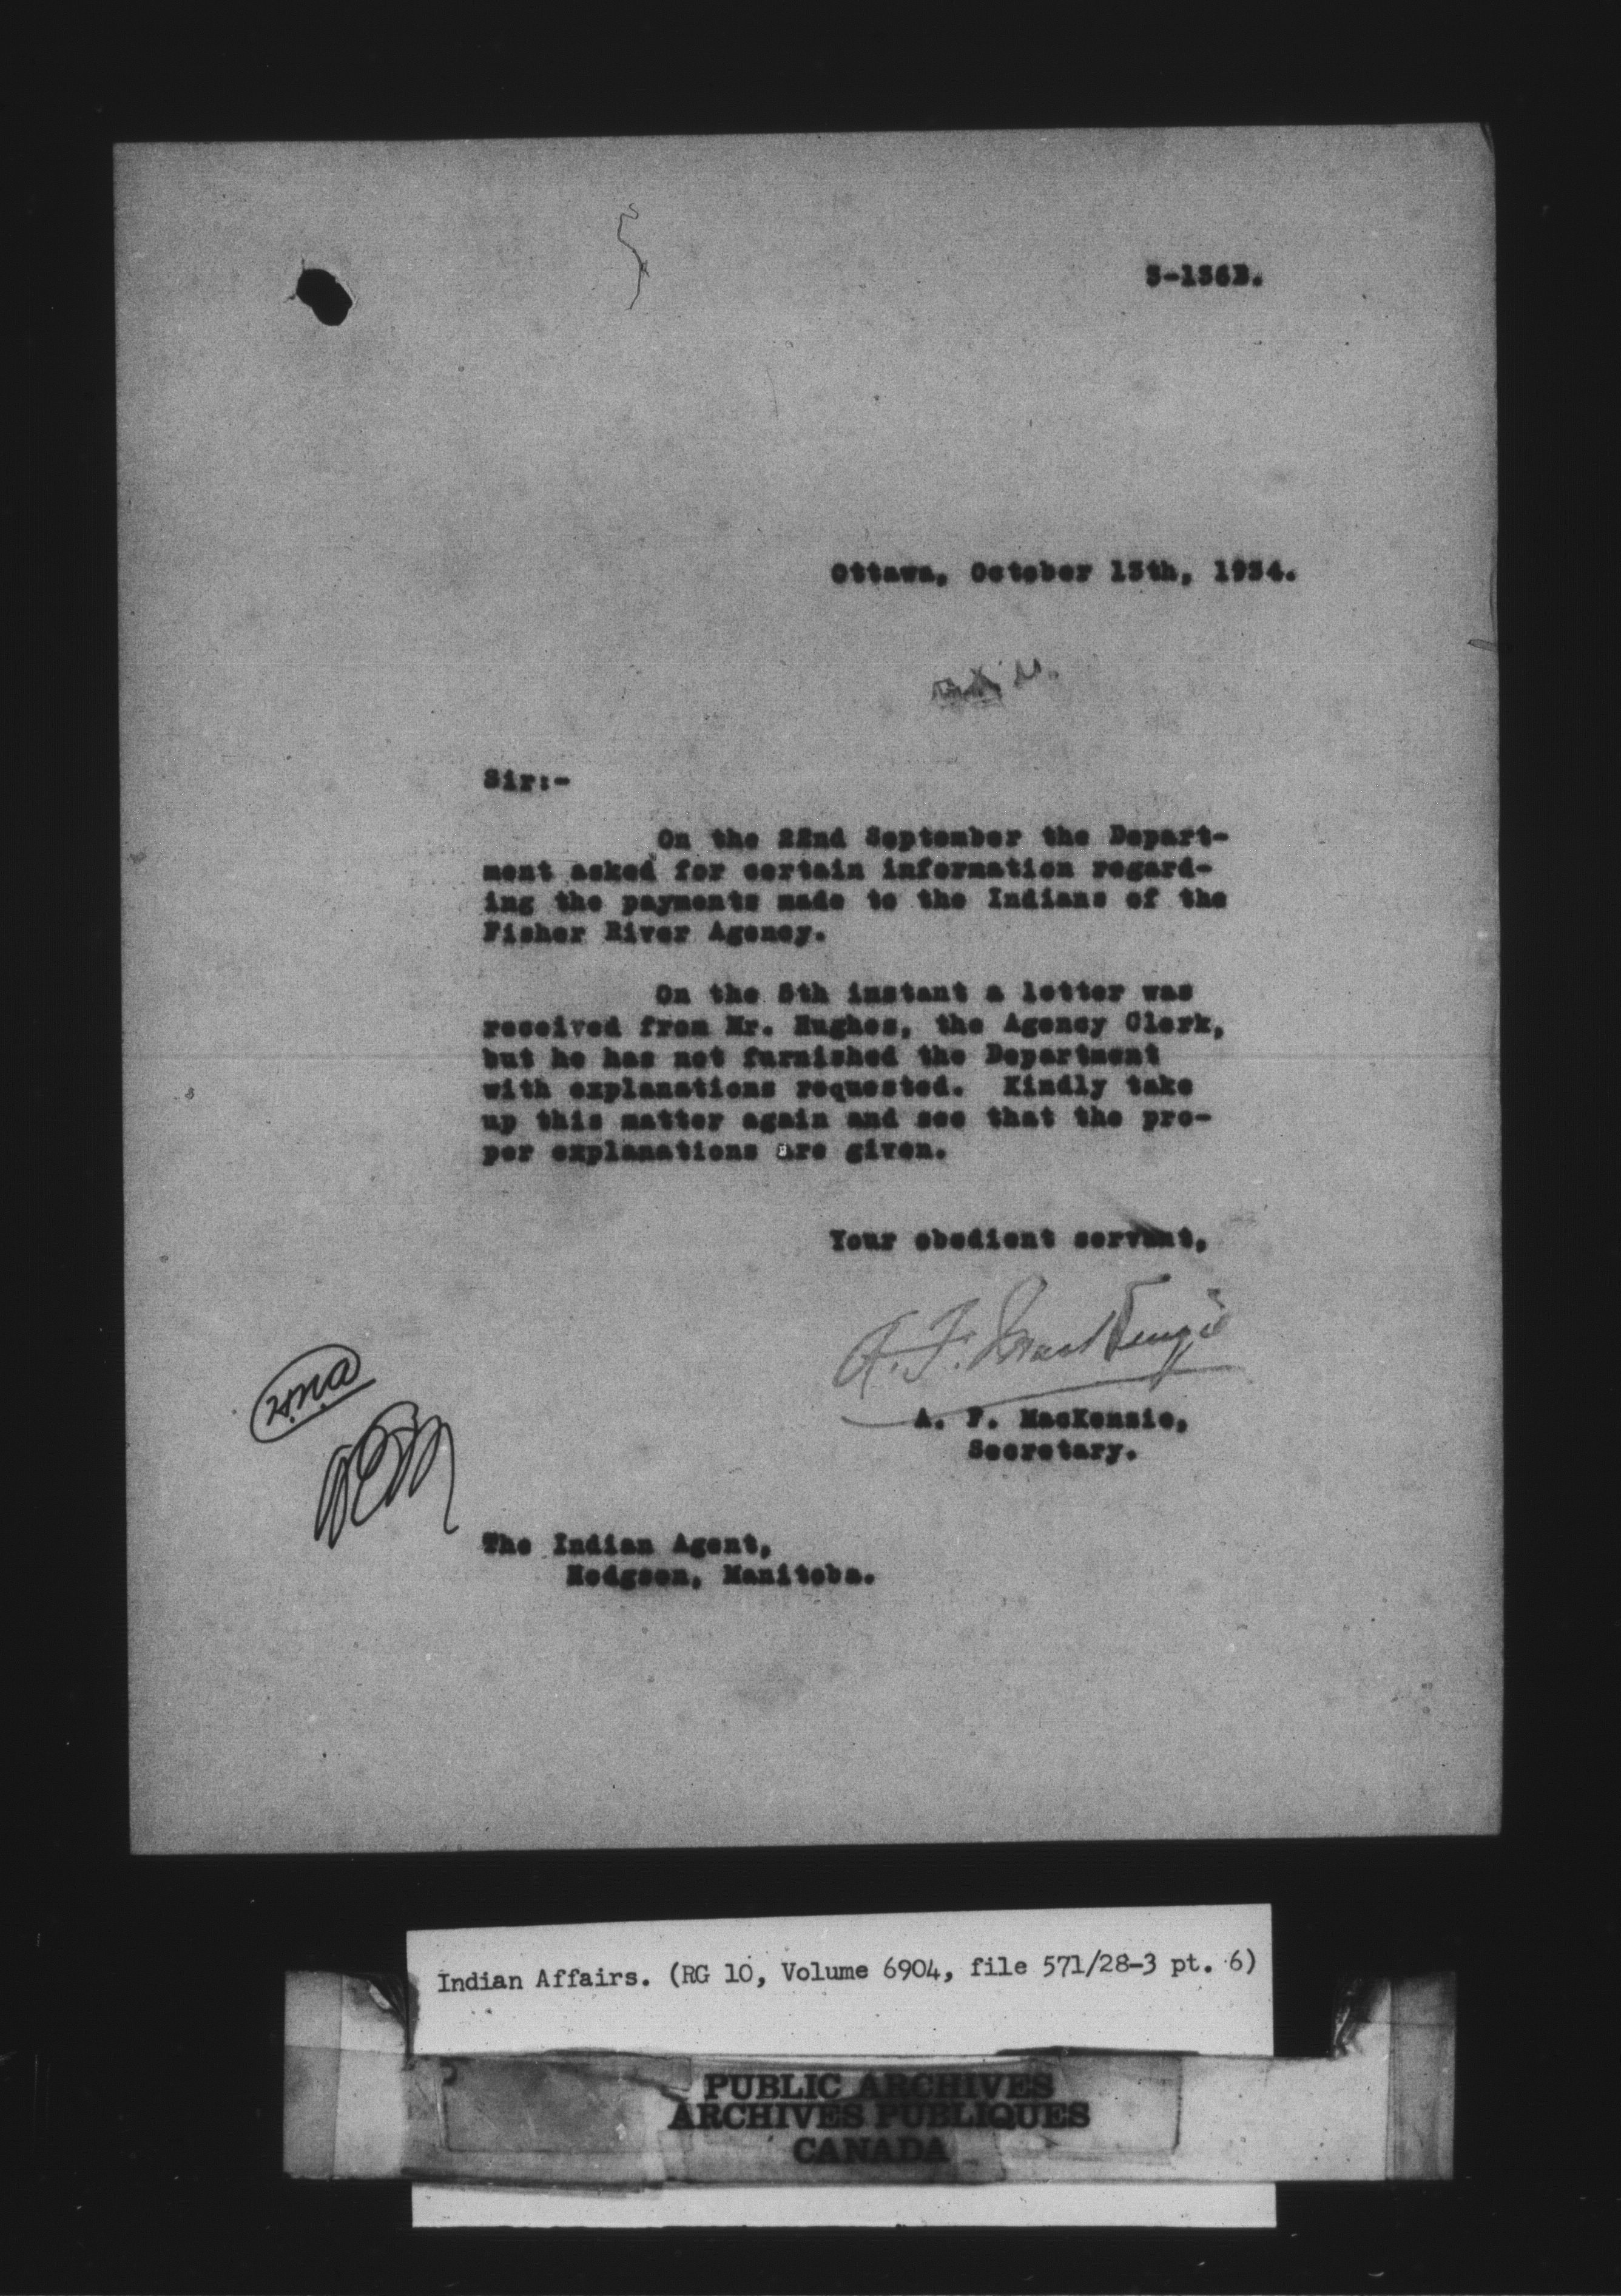 Ottawa, October 13th, 1934.
Sir:-
On the 22nd September the Depart-
ment asked for certain information regard-
ing the payments made to the Indians of the
Fisher River Agency.
On the 5th instant a letter was
received from Mr. Hughes, the Agency Clerk,
but he has not furnished the Department
with explanations requested. Kindly take
up this matter again and see that the pro-
per explanations are given.
Your obedient servant,
A. F. MacKenzie
A. F. MacKenzie,
Secretary.
The Indian Agent,
Hodgson, Manitoba.
Indian Affairs. (RG 10, Volume 6904, file 571/28-3 pt. 6)
PUBLIC ARCHIVES
ARCHIVES PUBLIQUES
CANADA